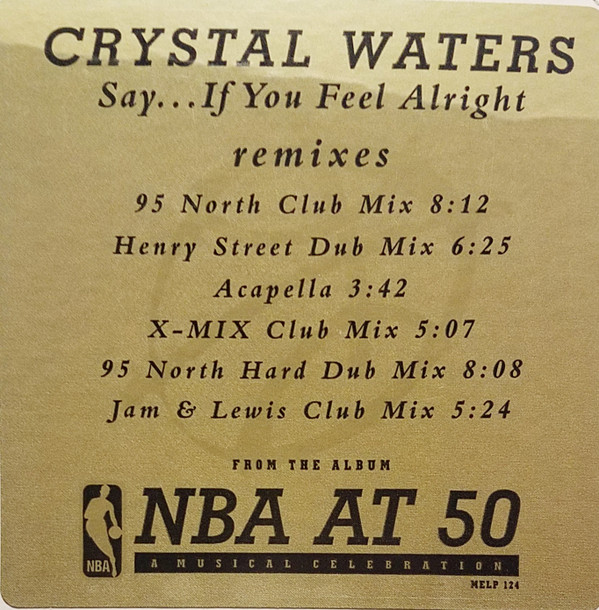 CRYSTAL WATERS
Say...If You Feel Alright
remixes
95 North Club Mix 8:12
Henry Street Dub Mix 6:25
Acapella 3:42
X-MIX Club Mix 5:07
95 North Hard Dub Mix 8:08
Jam & Lewis Club Mix 5:24
FROM THE ALBUM
NBA AT 50
NBA
A MUSICAL CELEBRATION
MELP 124